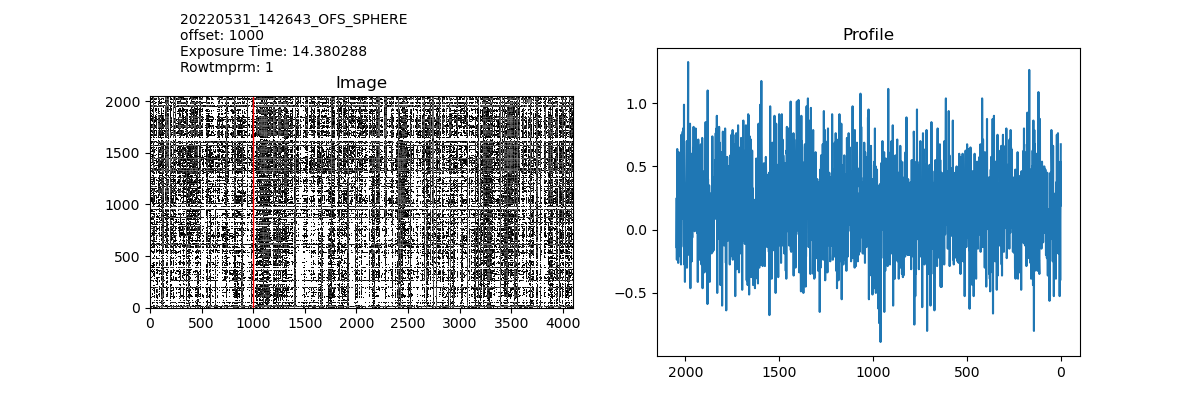 20220531_142643_OFS_SPHERE
offset: 1000
Exposure Time: 14.380288
Rowtmprm: 1
Image
2000
1500
1000
500
0
0 500 1000 1500 2000 2500 3000 3500 4000
Profile
1.0
0.5
0.0
−0.5
2000 1500 1000 500 0